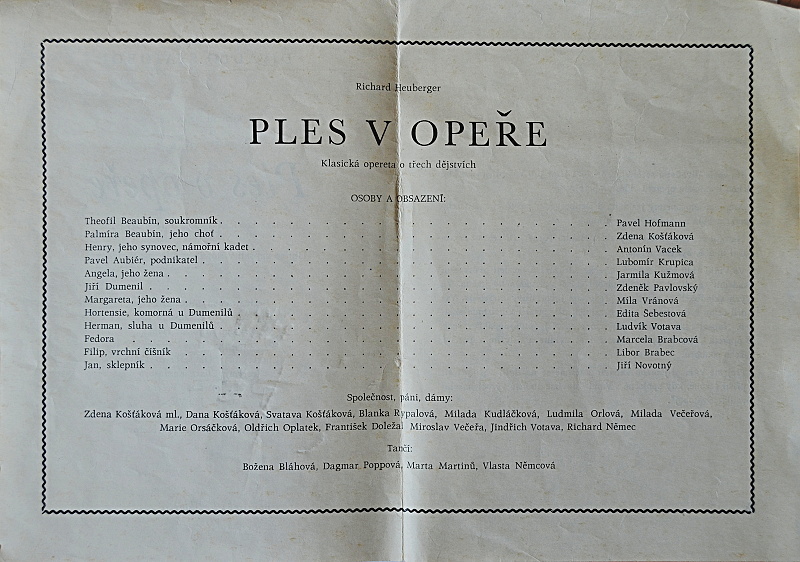 Richard Heuberger
PLES V OPEŘE
Klasická opereta o třech dějstvích
OSOBY A OBSAZENÍ:
Theofil Beaubin, soukromník . . . . . . . . . . . . . . . . . . . Pavel Hofmann
Palmíra Beaubin, jeho choť . . . . . . . . . . . . . . . . . . . Zdena Košťáková
Henry, jeho synovec, námořní kadet . . . . . . . . . . . . . . . . . Antonín Vacek
Pavel Aubiér, podnikatel . . . . . . . . . . . . . . . . . . . . Lubomír Krupica
Angela, jeho žena . . . . . . . . . . . . . . . . . . . . . Jarmila Kužmová
Jiří Dumenil . . . . . . . . . . . . . . . . . . . . . . Zdeněk Pavlovský
Margareta, jeho žena . . . . . . . . . . . . . . . . . . . . Mila Vránová
Hortensie, komorná u Dumenilů . . . . . . . . . . . . . . . . . . Edita Šebestová
Herman, sluha u Dumenilů . . . . . . . . . . . . . . . . . . . Ludvík Votava
Fedora . . . . . . . . . . . . . . . . . . . . . . . Marcela Brabcová
Filip, vrchní číšník . . . . . . . . . . . . . . . . . . . . . Libor Brabec
Jan, sklepník . . . . . . . . . . . . . . . . . . . . . . Jiří Novotný
Společnost, páni, dámy:
Zdena Košťáková ml., Dana Košťáková, Svatava Košťáková, Blanka Rypalová, Milada Kudláčková, Ludmila Orlová, Milada Večeřová,
Marie Orsáčková, Oldřich Oplatek, František Doležal Miroslav Večeřa, Jindřich Votava, Richard Němec
Tančí:
Božena Bláhová, Dagmar Poppová, Marta Martinů, Vlasta Němcová